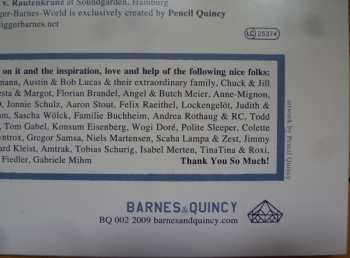 v. Rautenkranz at Soundgarden, Hamburg
ger-Barnes-World is exclusively created by Pencil Quincy
iggerbarnes.net
LC 25374
on it and the inspiration, love and help of the following nice folks:
mann, Austin & Bob Lucas & their extraordinary family, Chuck & Jill
esta & Margot, Florian Brandel, Angel & Butch Meier, Anne-Mignon,
), Jonnie Schulz, Aaron Stout, Felix Raeithel, Lockengelöt, Judith &
am, Sascha Wölck, Familie Buchheim, Andrea Rothaug & RC, Todd
, Tom Gabel, Konsum Eisenberg, Wogi Doré, Polite Sleeper, Colette
yntrox, Gregor Samsa, Niels Martensen, Scaba Lampa & Zest, Jimmy
ard Kleist, Amtrak, Tobias Schurig, Isabel Merten, TinaTina & Roxi,
Fiedler, Gabriele Mihm Thank You So Much!
artwork by Pencil Quincy
BARNES&QUINCY
BQ 002 2009 barnesandquincy.com